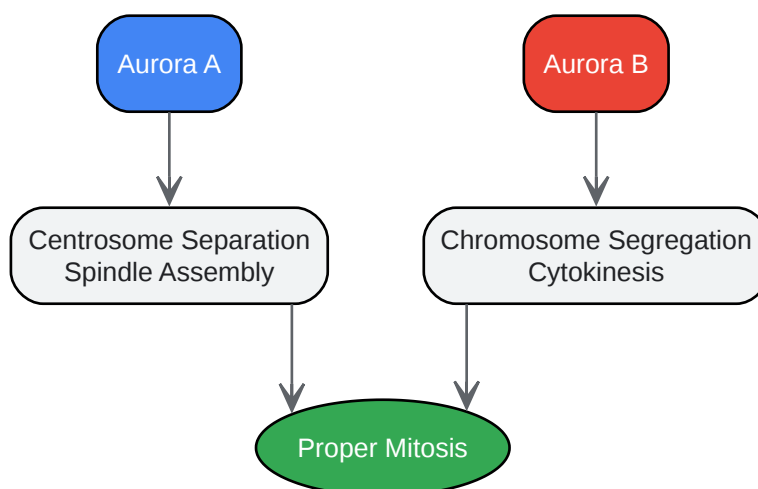 Aurora A
Aurora B
Centrosome Separation
Spindle Assembly
Chromosome Segregation
Cytokinesis
Proper Mitosis